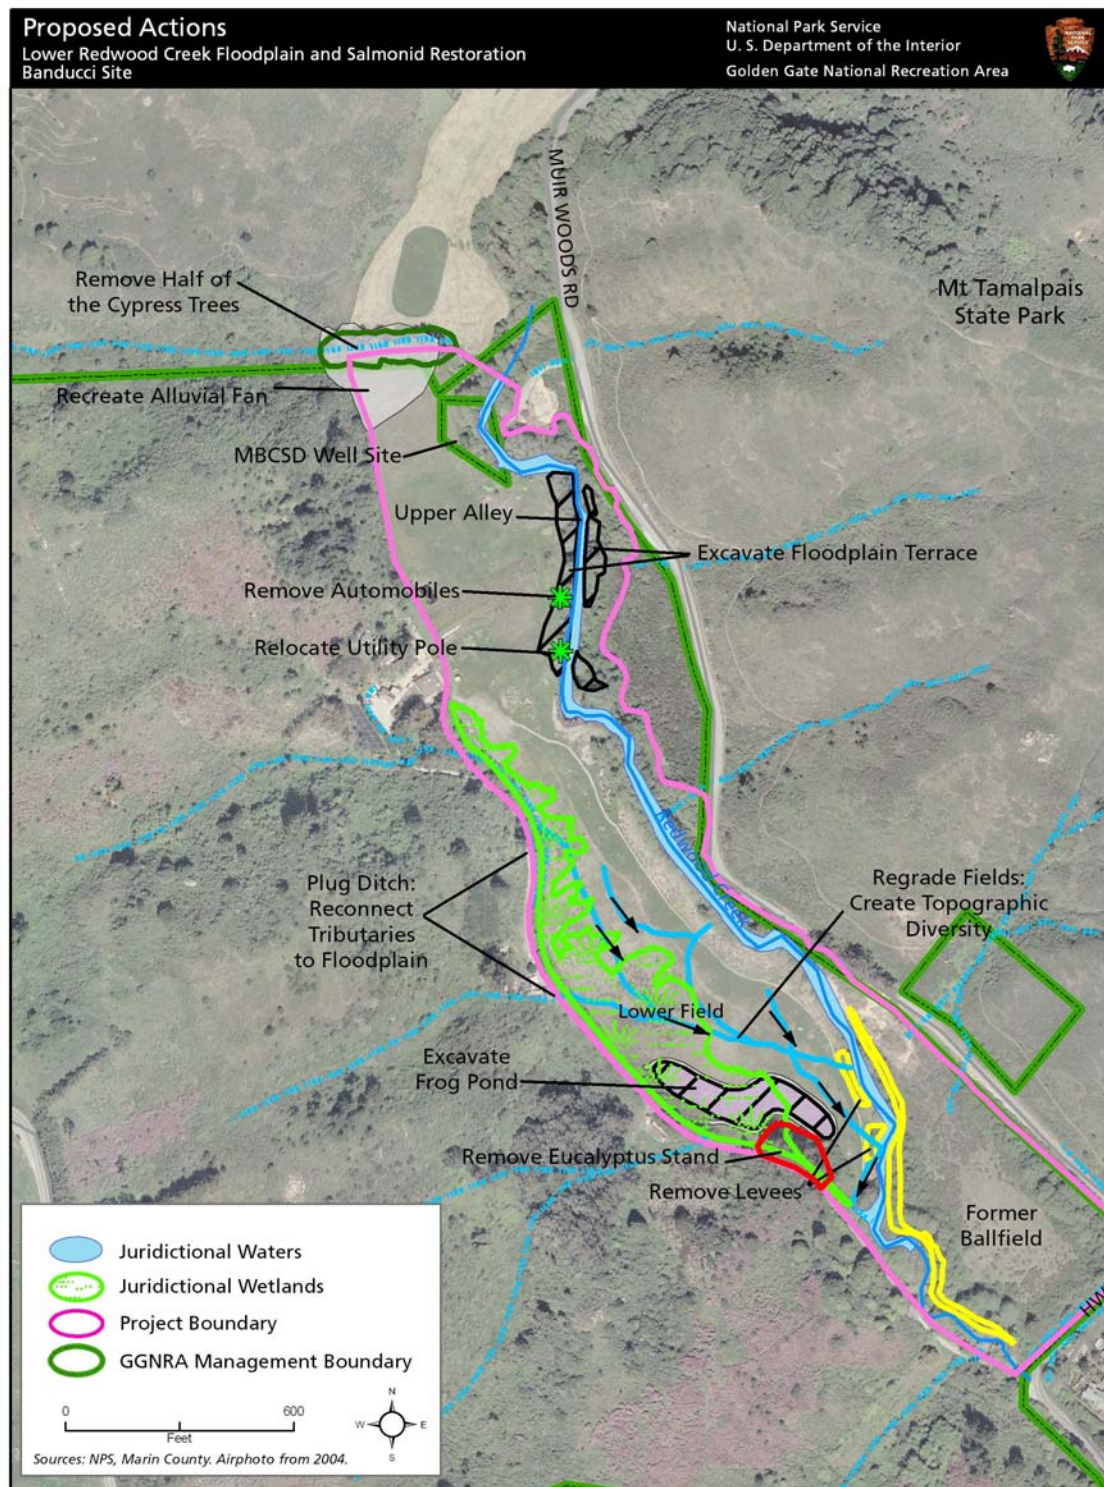 Proposed Actions
Lower Redwood Creek Floodplain and Salmonid Restoration
Banducci Site
National Park Service
U. S. Department of the Interior
Golden Gate National Recreation Area
MUIR WOODS RD
Remove Half of
the Cypress Trees
Mt Tamalpais
State Park
Recreate Alluvial Fan
MBCSD Well Site
Upper Alley
Excavate Floodplain Terrace
Remove Automobiles
Relocate Utility Pole
Redwood Creek
Plug Ditch:
Reconnect
Tributaries
to Floodplain
Regrade Fields:
Create Topographic
Diversity
Lower Field
Excavate
Frog Pond
Remove Eucalyptus Stand
Remove Levees
Former
Ballfield
HW
Juridictional Waters
Juridictional Wetlands
Project Boundary
GGNRA Management Boundary
0 600
Feet
N
W E
S
Sources: NPS, Marin County. Airphoto from 2004.